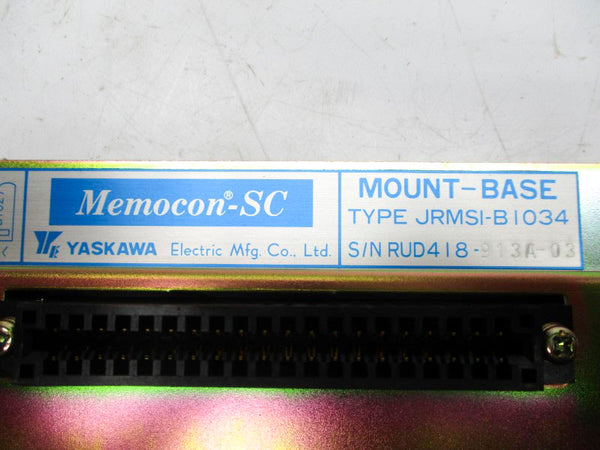 Memocon®-SC
YASKAWA Electric Mfg. Co., Ltd.
MOUNT-BASE
TYPE JRMSI-B1034
S/N RUD418-913A-03